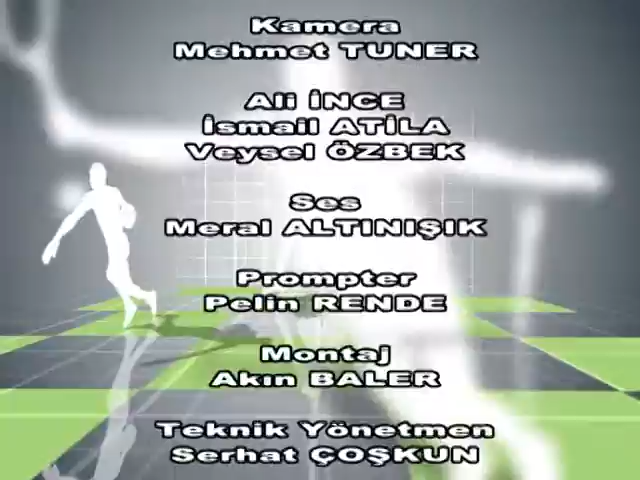 Kamera
Mehmet TUNER
Ali İNCE
İsmail ATİLA
Veysel ÖZBEK
Ses
Meral ALTINIŞIK
Prompter
Pelin RENDE
Montaj
Akın BALER
Teknik Yönetmen
Serhat ÇOŞKUN